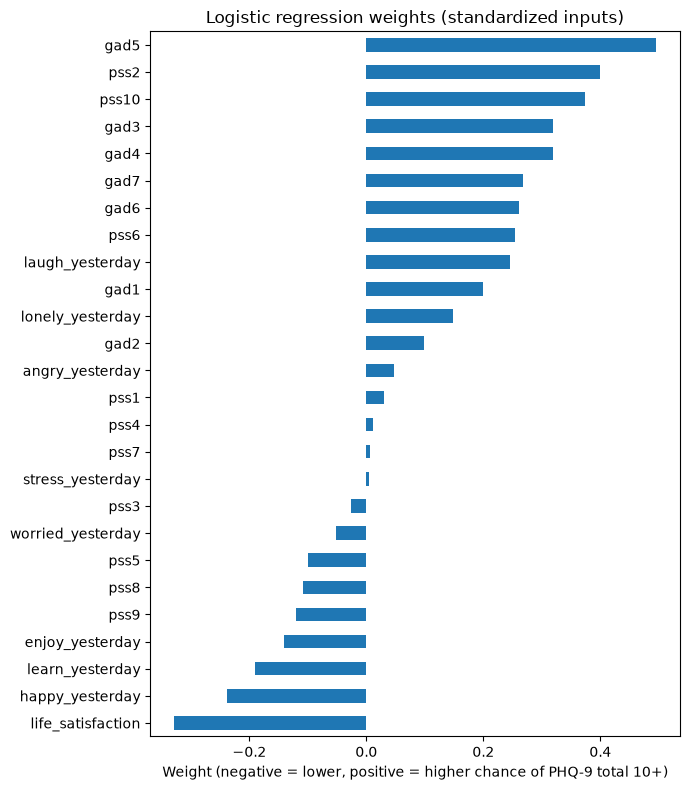 Logistic regression weights (standardized inputs)
gad5
pss2
pss10
gad3
gad4
gad7
gad6
pss6
laugh_yesterday
gad1
lonely_yesterday
gad2
angry_yesterday
pss1
pss4
pss7
stress_yesterday
pss3
worried_yesterday
pss5
pss8
pss9
enjoy_yesterday
learn_yesterday
happy_yesterday
life_satisfaction
−0.2 0.0 0.2 0.4
Weight (negative = lower, positive = higher chance of PHQ-9 total 10+)